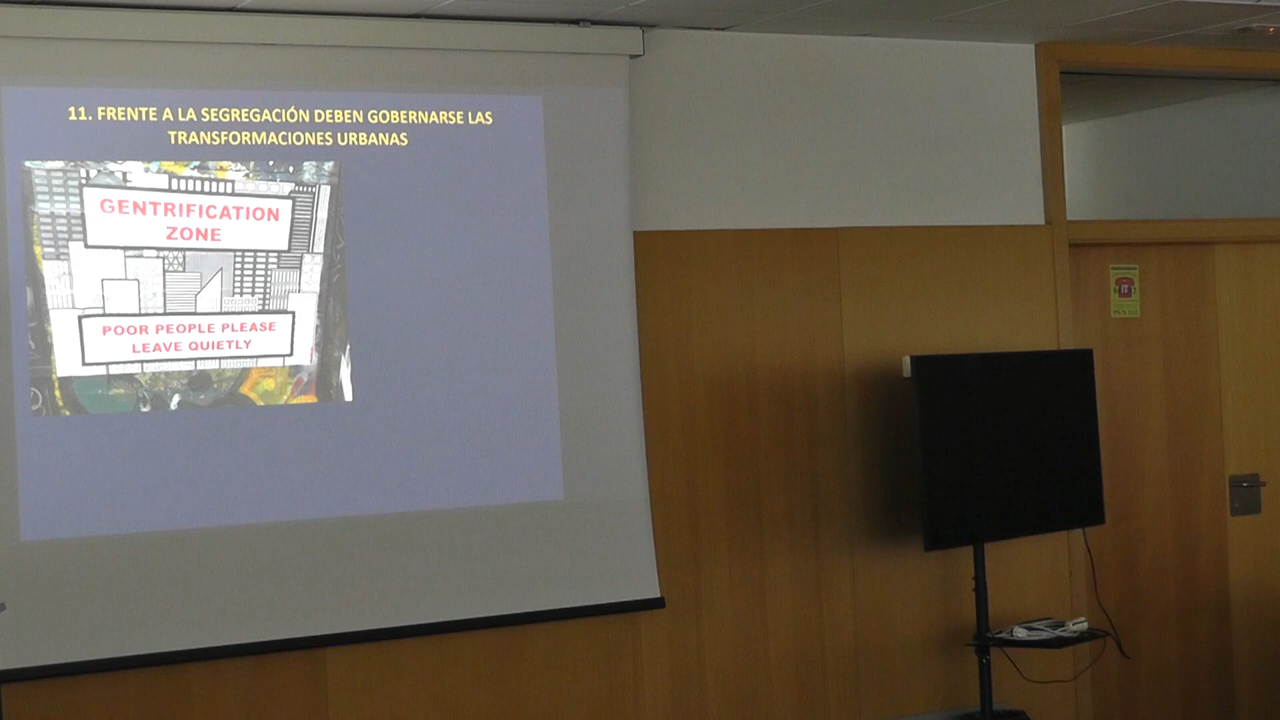 11. FRENTE A LA SEGREGACIÓN DEBEN GOBERNARSE LAS
TRANSFORMACIONES URBANAS
GENTRIFICATION
ZONE
POOR PEOPLE PLEASE
LEAVE QUIETLY